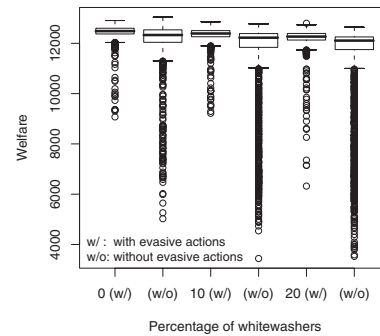 Welfare
12000
10000
8000
6000
4000
w/ : with evasive actions
w/o: without evasive actions
0 (w/) (w/o) 10 (w/) (w/o) 20 (w/) (w/o)
Percentage of whitewashers